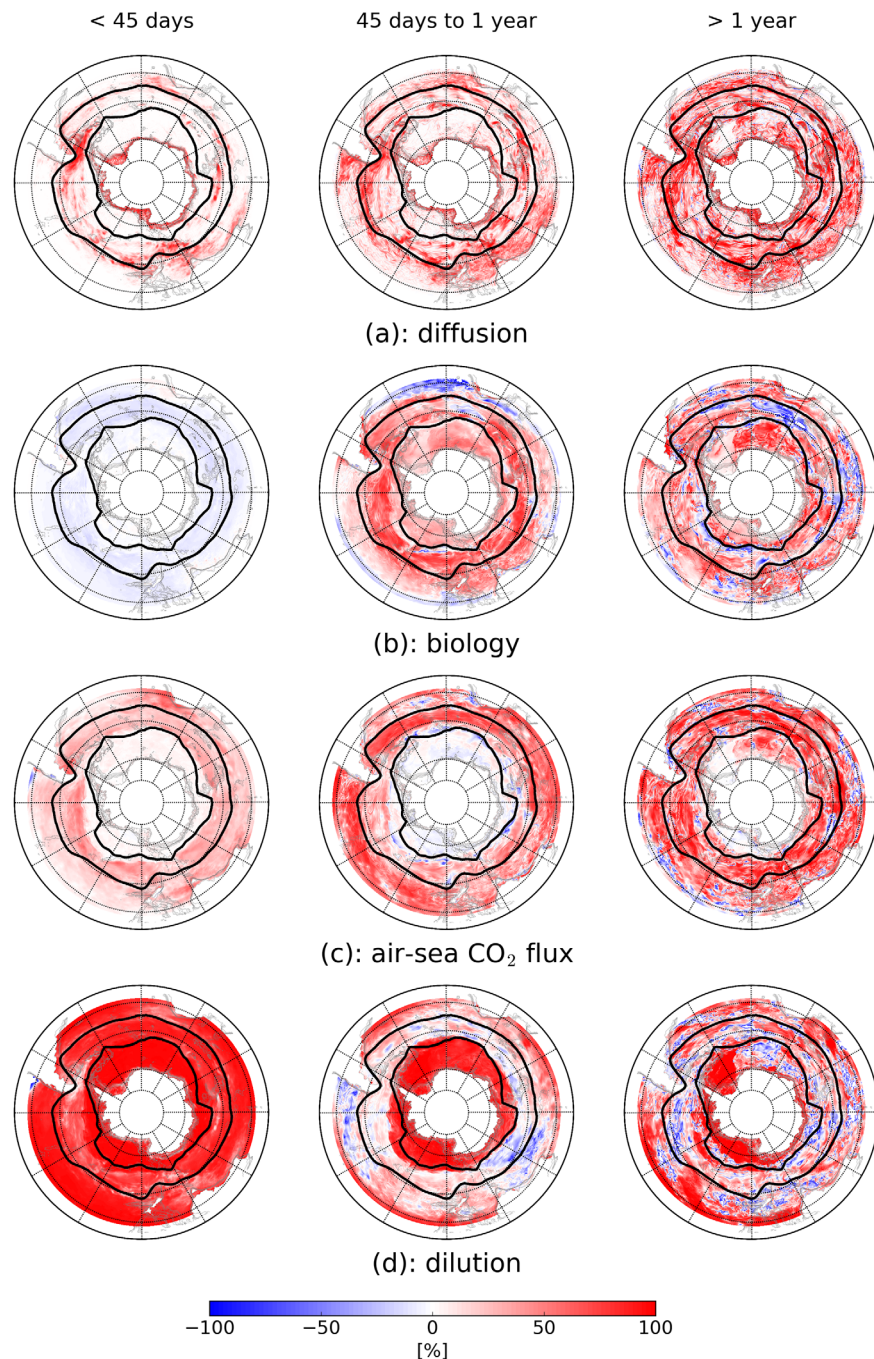 < 45 days 45 days to 1 year > 1 year
(a): diffusion
(b): biology
(c): air-sea CO₂ flux
(d): dilution
−100 −50 0 50 100
[%]